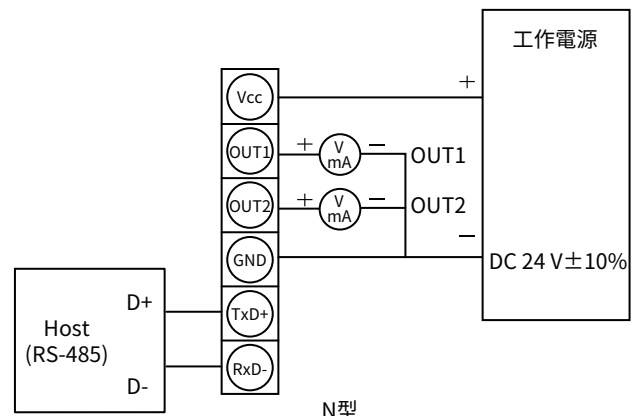 工作電源
+
Vcc
OUT1
+
V
mA
−
OUT1
OUT2
+
V
mA
−
OUT2
GND
−
DC 24 V±10%
D+
TxD+
Host
(RS-485)
D-
RxD-
N型